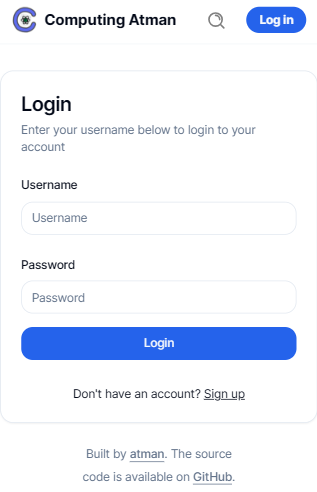 Computing Atman
Log in
Login
Enter your username below to login to your
account
Username
Username
Password
Password
Login
Don't have an account? Sign up
Built by atman. The source
code is available on GitHub.